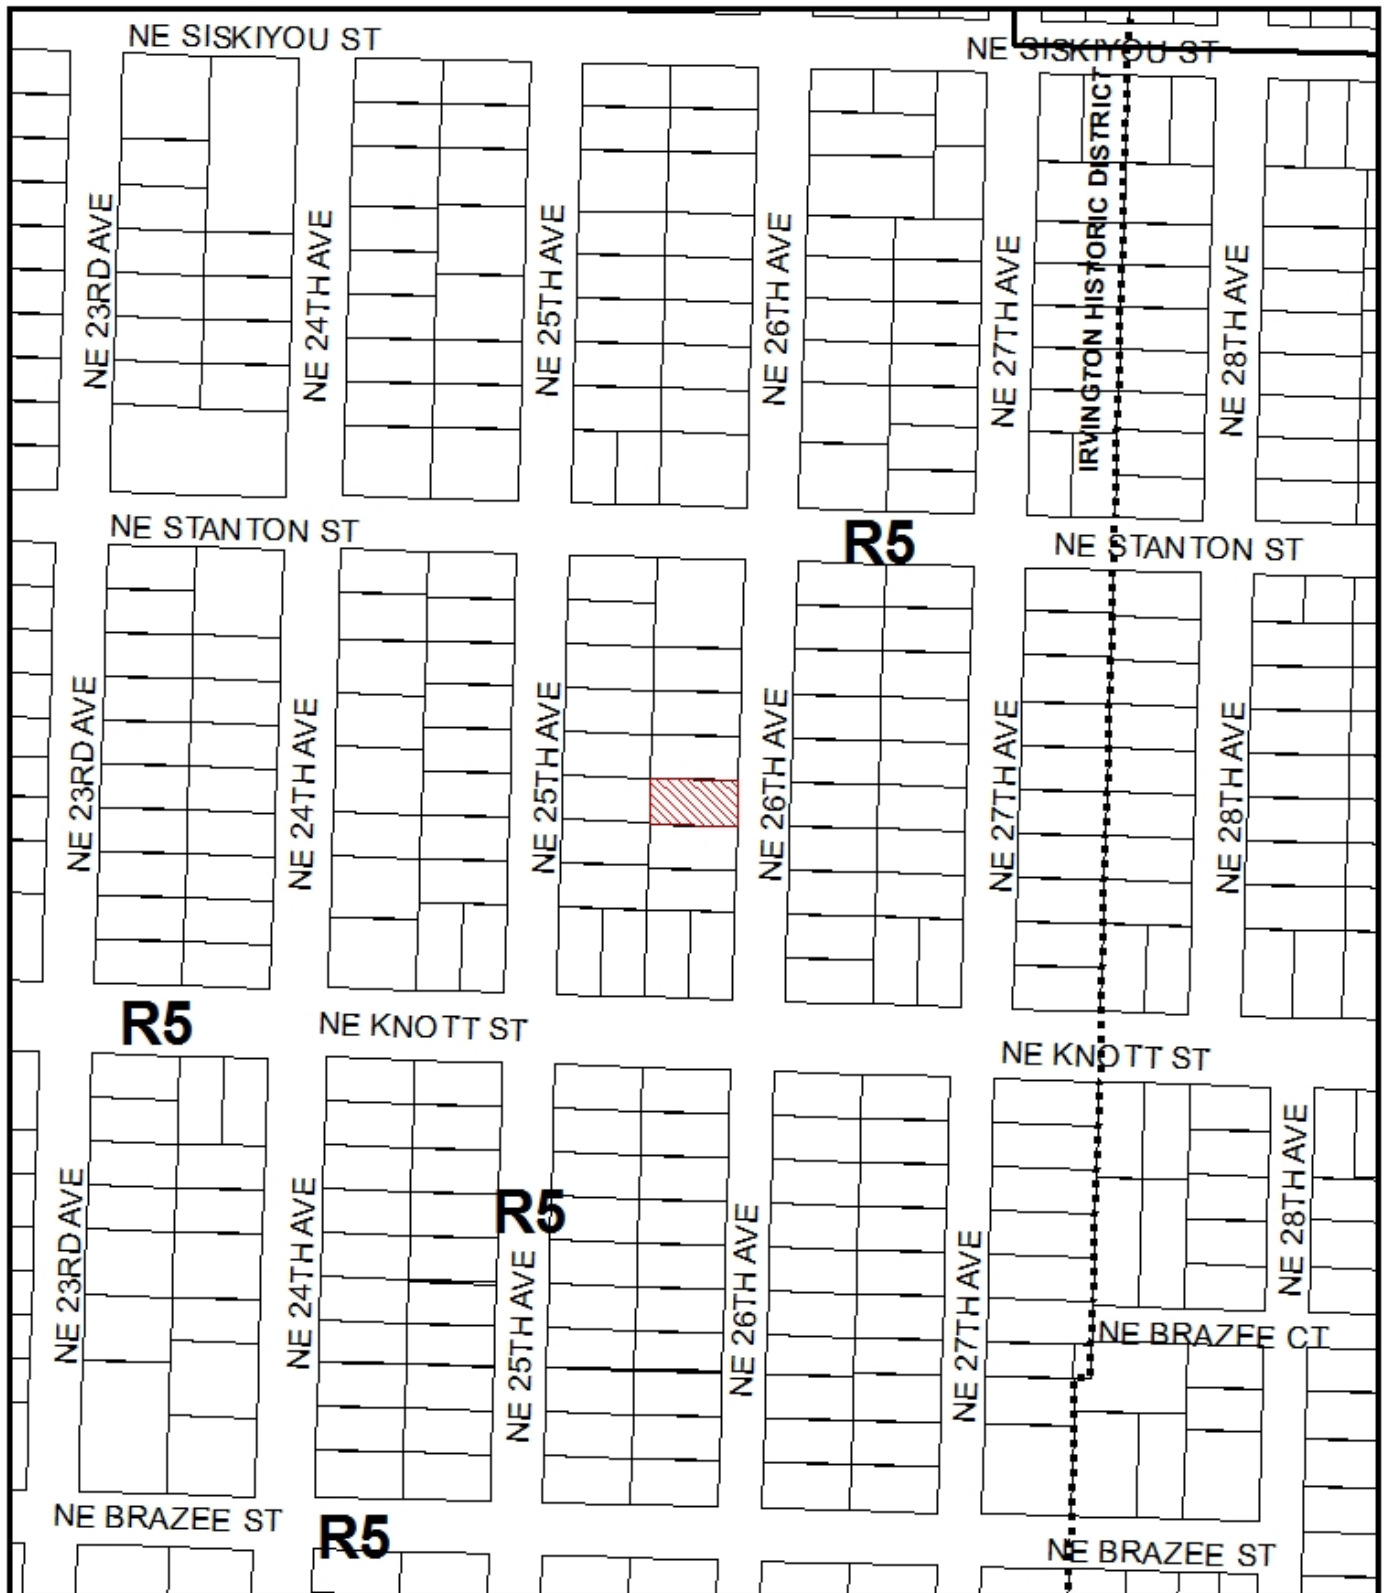 NE SISKIYOU ST
NE SISKIYOU ST
IRVINGTON HISTORIC DISTRICT
NE 23RD AVE
NE 24TH AVE
NE 25TH AVE
NE 26TH AVE
NE 27TH AVE
NE 28TH AVE
NE STANTON ST
R5
NE STANTON ST
NE 23RD AVE
NE 24TH AVE
NE 25TH AVE
NE 26TH AVE
NE 27TH AVE
NE 28TH AVE
R5
NE KNOTT ST
NE KNOTT ST
NE 23RD AVE
NE 24TH AVE
R5
NE 25TH AVE
NE 26TH AVE
NE 27TH AVE
NE 28TH AVE
NE BRAZEE CT
NE BRAZEE ST
R5
NE BRAZEE ST